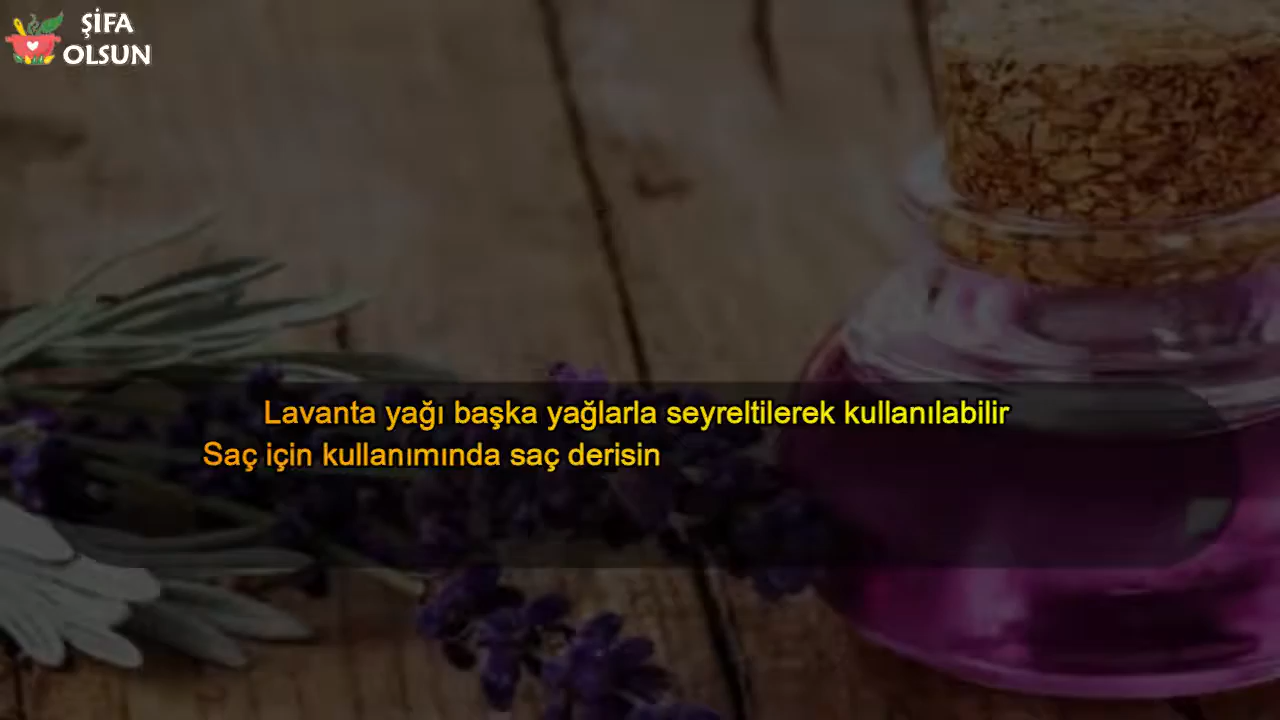 ŞİFA
OLSUN
Lavanta yağı başka yağlarla seyreltilerek kullanılabilir
Saç için kullanımında saç derisin